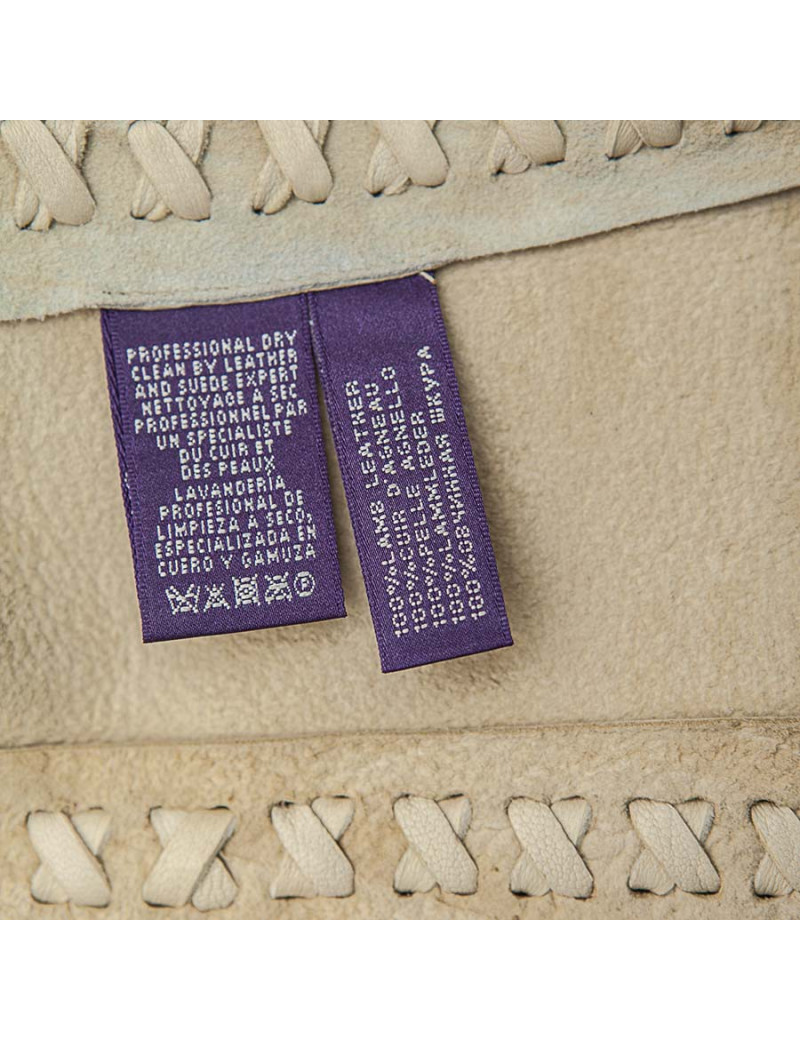 PROFESSIONAL DRY
CLEAN BY LEATHER
AND SUEDE EXPERT
NETTOYAGE A SEC
PROFESSIONNEL PAR
UN SPECIALISTE
DU CUIR ET
DES PEAUX
LAVANDERÍA
PROFESIONAL DE
LIMPIEZA A SECO,
ESPECIALIZADA EN
CUERO Y GAMUZA
P
100%LAMB LEATHER
100%CUIR D'AGNEAU
100%PELLE AGNELLO
100%LAMMLEDER
100%ОВЧИННАЯ ШКУРА